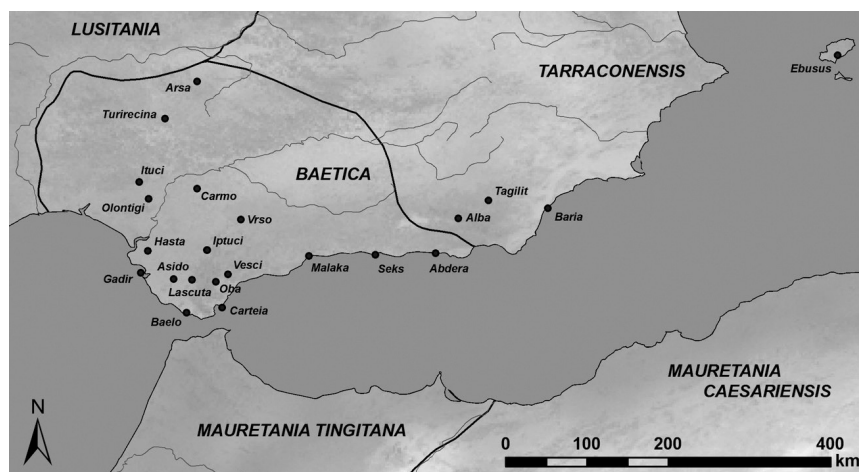 LUSITANIA
TARRACONENSIS
Ebusus
Arsa
Turirecina
Ituci
BAETICA
Carmo
Tagilit
Olontigi
Vrso
Alba
Baria
Hasta
Iptuci
Gadir
Asido
Vesci
Malaka
Seks
Abdera
Lascuta
Oba
Baelo
Carteia
MAURETANIA
CAESARIENSIS
N
MAURETANIA TINGITANA
0 100 200 400
km